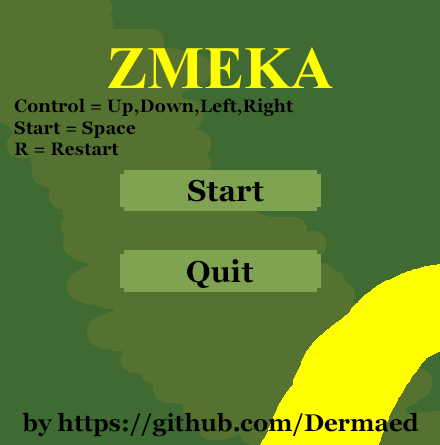 ZMEKA
Control = Up,Down,Left,Right
Start = Space
R = Restart
Start
Quit
by https://github.com/Dermaed